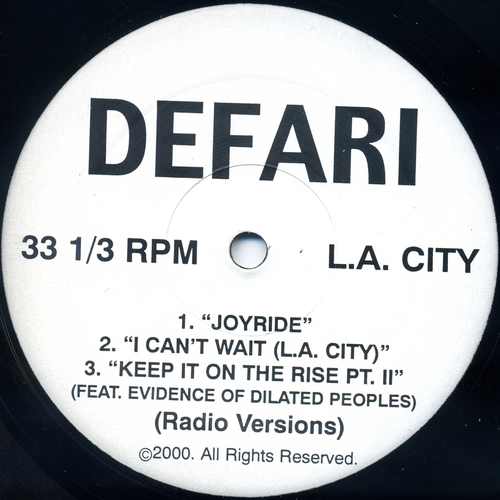 DEFARI
33 1/3 RPM L.A. CITY
1. “JOYRIDE”
2. “I CAN'T WAIT (L.A. CITY)”
3. “KEEP IT ON THE RISE PT. II”
(FEAT. EVIDENCE OF DILATED PEOPLES)
(Radio Versions)
©2000. All Rights Reserved.